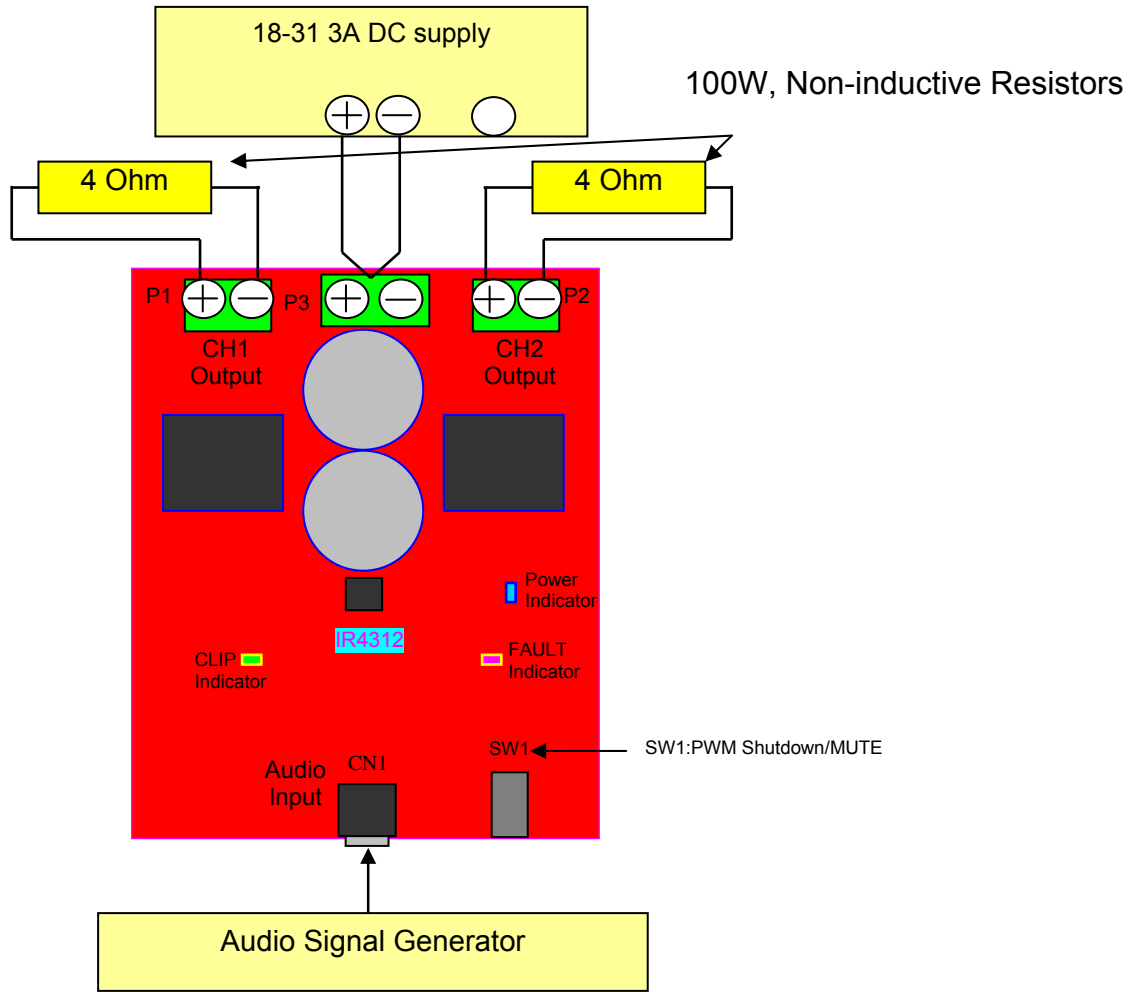 18-31 3A DC supply
100W, Non-inductive Resistors
4 Ohm
4 Ohm
P1
P3
P2
CH1
Output
CH2
Output
Power
Indicator
IR4312
CLIP
Indicator
FAULT
Indicator
SW1
SW1:PWM Shutdown/MUTE
Audio
Input
CN1
Audio Signal Generator